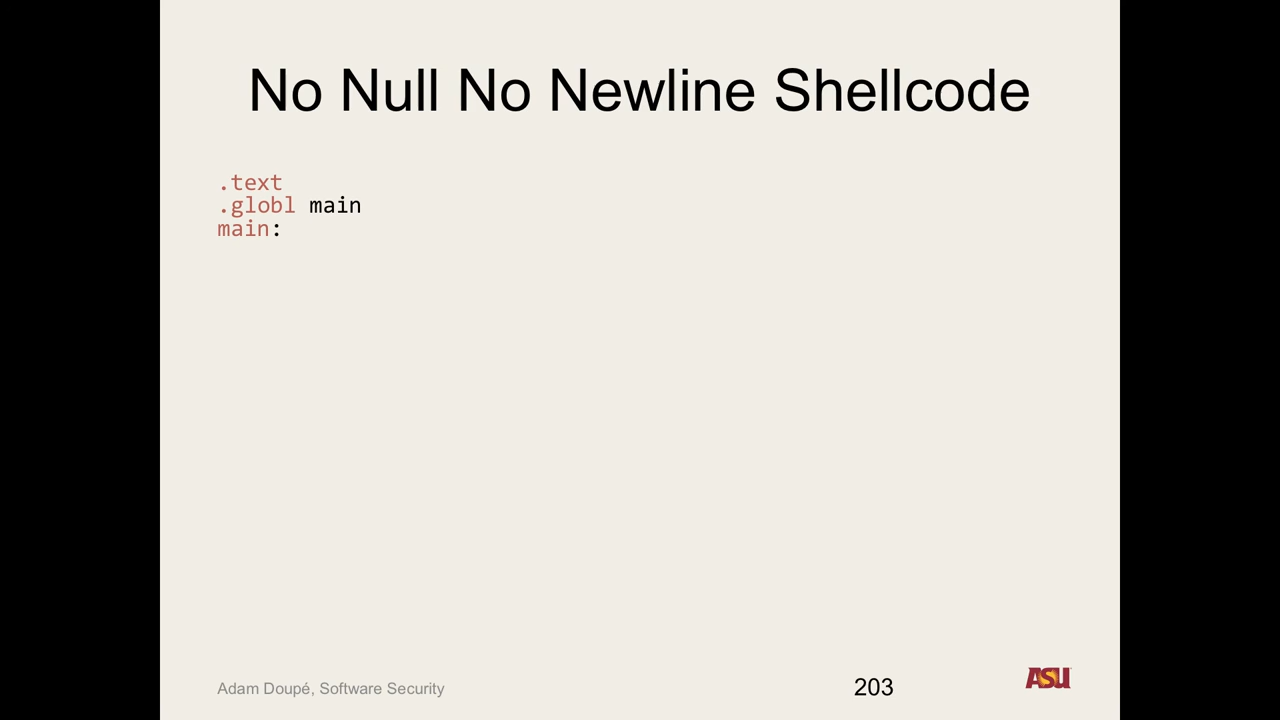 No Null No Newline Shellcode
.text
.globl main
main:
Adam Doupé, Software Security
203
ASU